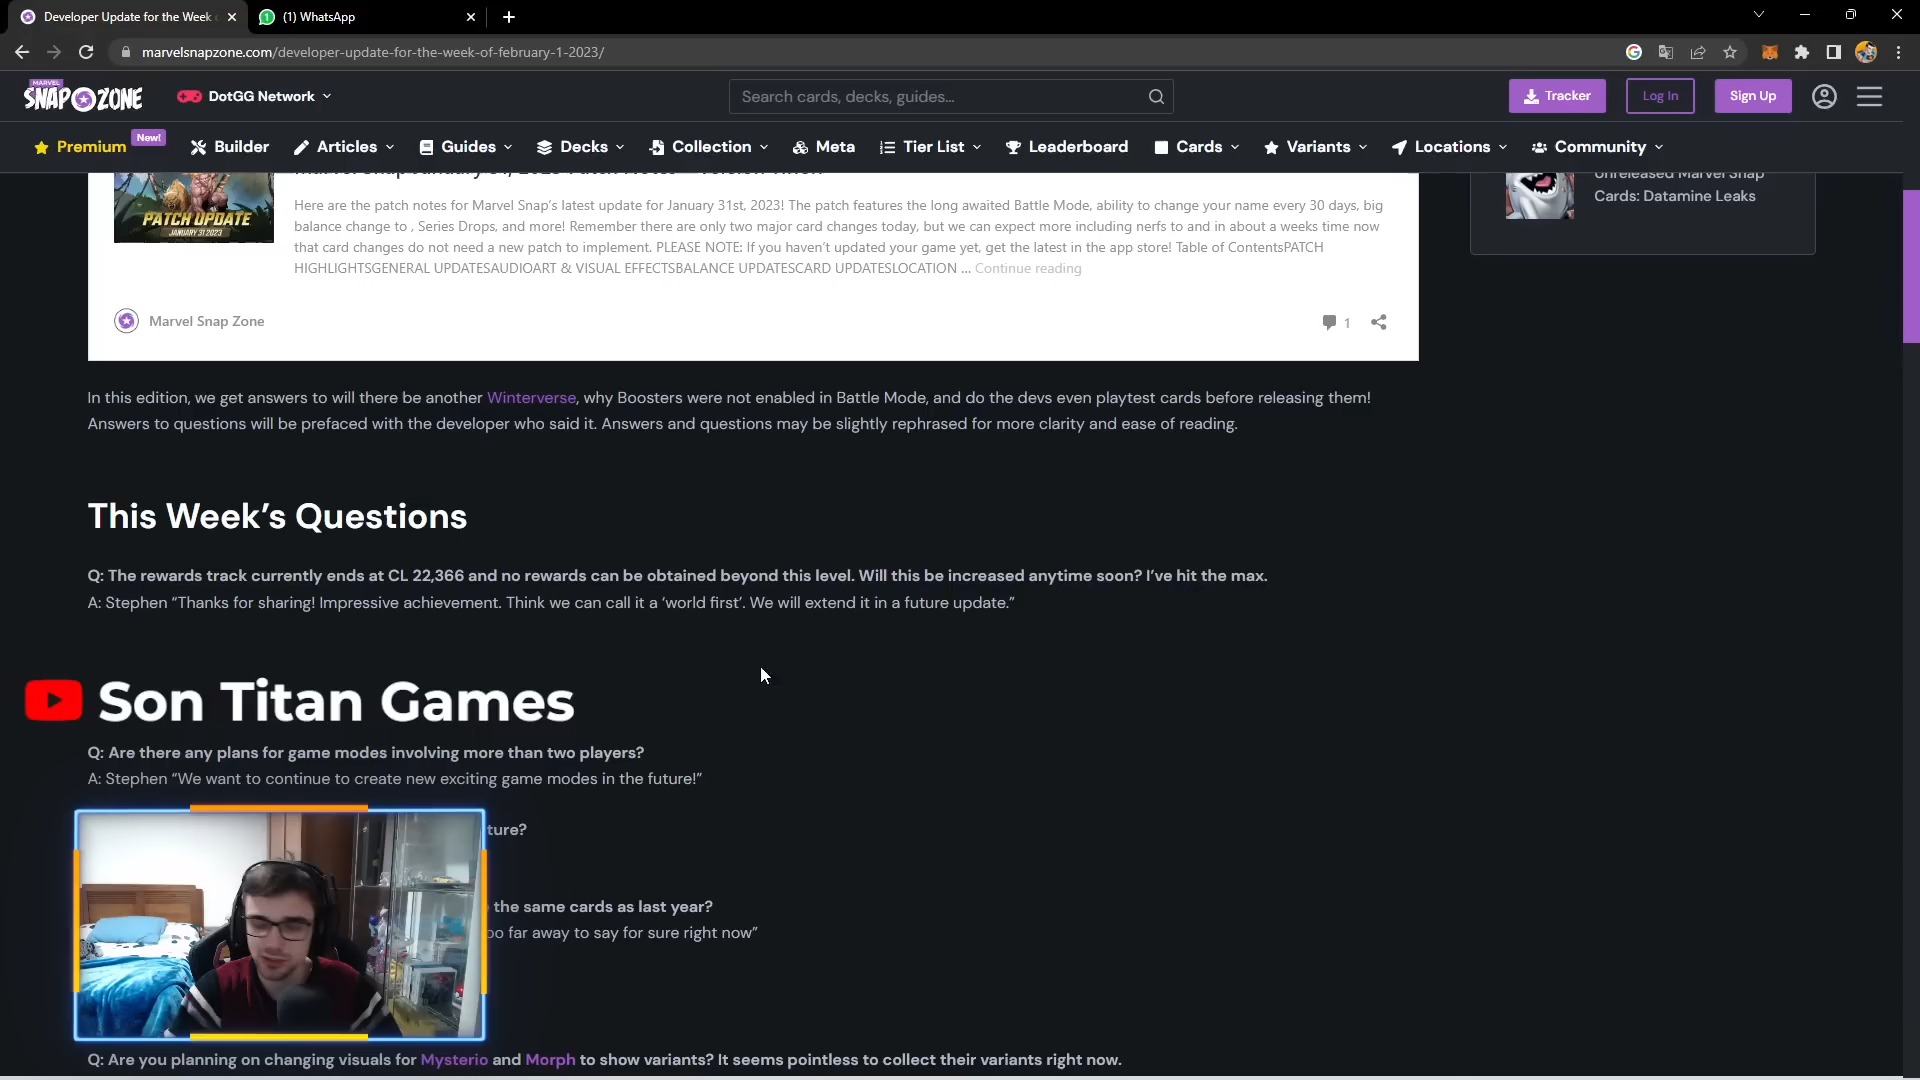 Developer Update for the Week
(1) WhatsApp
marvelsnapzone.com/developer-update-for-the-week-of-february-1-2023/
MARVEL
SNAP ZONE
DotGG Network
Search cards, decks, guides...
Tracker
Log In
Sign Up
Premium
New!
Builder
Articles
Guides
Decks
Collection
Meta
Tier List
Leaderboard
Cards
Variants
Locations
Community
PATCH UPDATE
JANUARY 31 2023
Here are the patch notes for Marvel Snap's latest update for January 31st, 2023! The patch features the long awaited Battle Mode, ability to change your name every 30 days, big
balance change to , Series Drops, and more! Remember there are only two major card changes today, but we can expect more including nerfs to and in about a weeks time now
that card changes do not need a new patch to implement. PLEASE NOTE: If you haven't updated your game yet, get the latest in the app store! Table of ContentsPATCH
HIGHLIGHTSGENERAL UPDATESAUDIOART & VISUAL EFFECTSBALANCE UPDATESCARD UPDATESLOCATION ... Continue reading
Marvel Snap Zone
1
Unreleased Marvel Snap
Cards: Datamine Leaks
In this edition, we get answers to will there be another Winterverse, why Boosters were not enabled in Battle Mode, and do the devs even playtest cards before releasing them!
Answers to questions will be prefaced with the developer who said it. Answers and questions may be slightly rephrased for more clarity and ease of reading.
This Week's Questions
Q: The rewards track currently ends at CL 22,366 and no rewards can be obtained beyond this level. Will this be increased anytime soon? I've hit the max.
A: Stephen “Thanks for sharing! Impressive achievement. Think we can call it a ‘world first’. We will extend it in a future update.”
Son Titan Games
Q: Are there any plans for game modes involving more than two players?
A: Stephen “We want to continue to create new exciting game modes in the future!”
ture?
the same cards as last year?
oo far away to say for sure right now”
Q: Are you planning on changing visuals for Mysterio and Morph to show variants? It seems pointless to collect their variants right now.